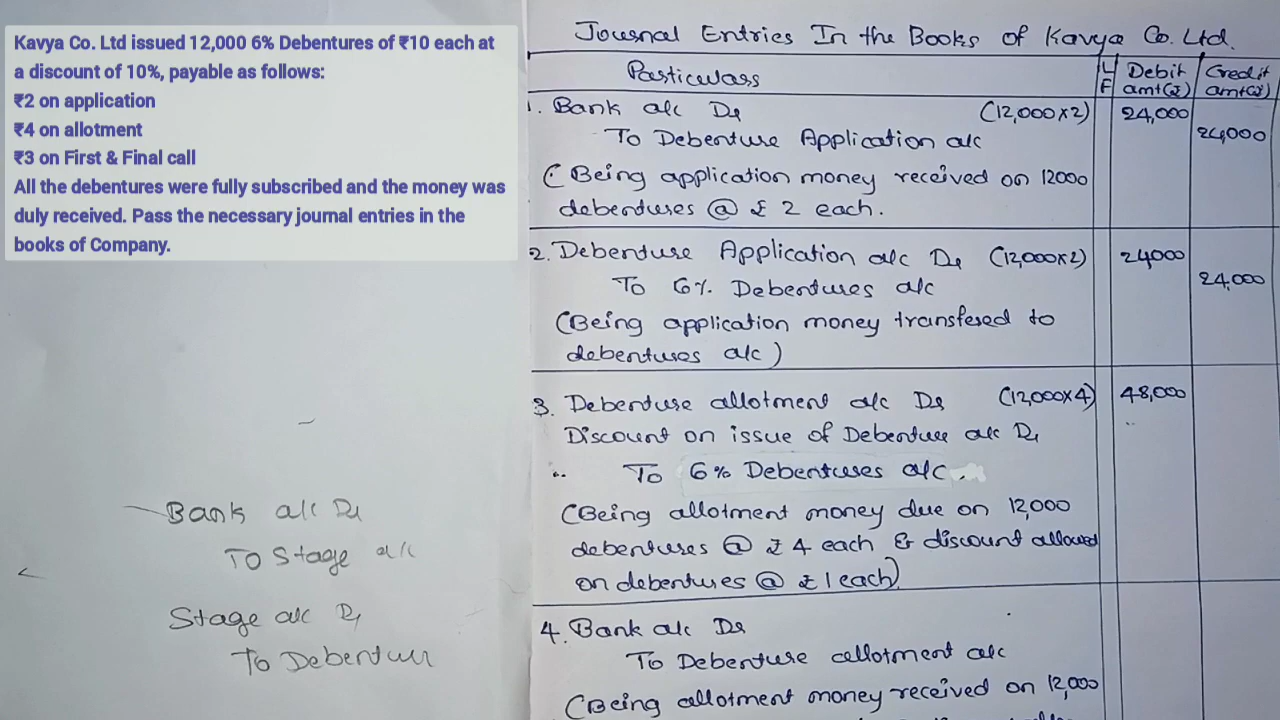 Kavya Co. Ltd issued 12,000 6% Debentures of ₹10 each at
a discount of 10%, payable as follows:
₹2 on application
₹4 on allotment
₹3 on First & Final call
All the debentures were fully subscribed and the money was
duly received. Pass the necessary journal entries in the
books of Company.
Bank a/c Dr
To Stage a/c
Stage a/c Dr
To Debenture
Journal Entries In the Books of Kavya Co. Ltd.
Particulars LF Debit amt(₹) Credit amt(₹)
1. Bank a/c Dr (12,000×2) 24,000
To Debenture Application a/c 24,000
(Being application money received on 12000
debentures @ ₹ 2 each.
2. Debenture Application a/c Dr (12,000×2) 24,000
To 6% Debentures a/c 24,000
(Being application money transfered to
debentures a/c)
3. Debenture allotment a/c Dr (12,000×4) 48,000
Discount on issue of Debenture a/c Dr
To 6% Debentures a/c.
(Being allotment money due on 12,000
debentures @ ₹ 4 each & discount allowed
on debentures @ ₹ 1 each)
4. Bank a/c Dr
To Debenture allotment a/c
(Being allotment money received on 12,000